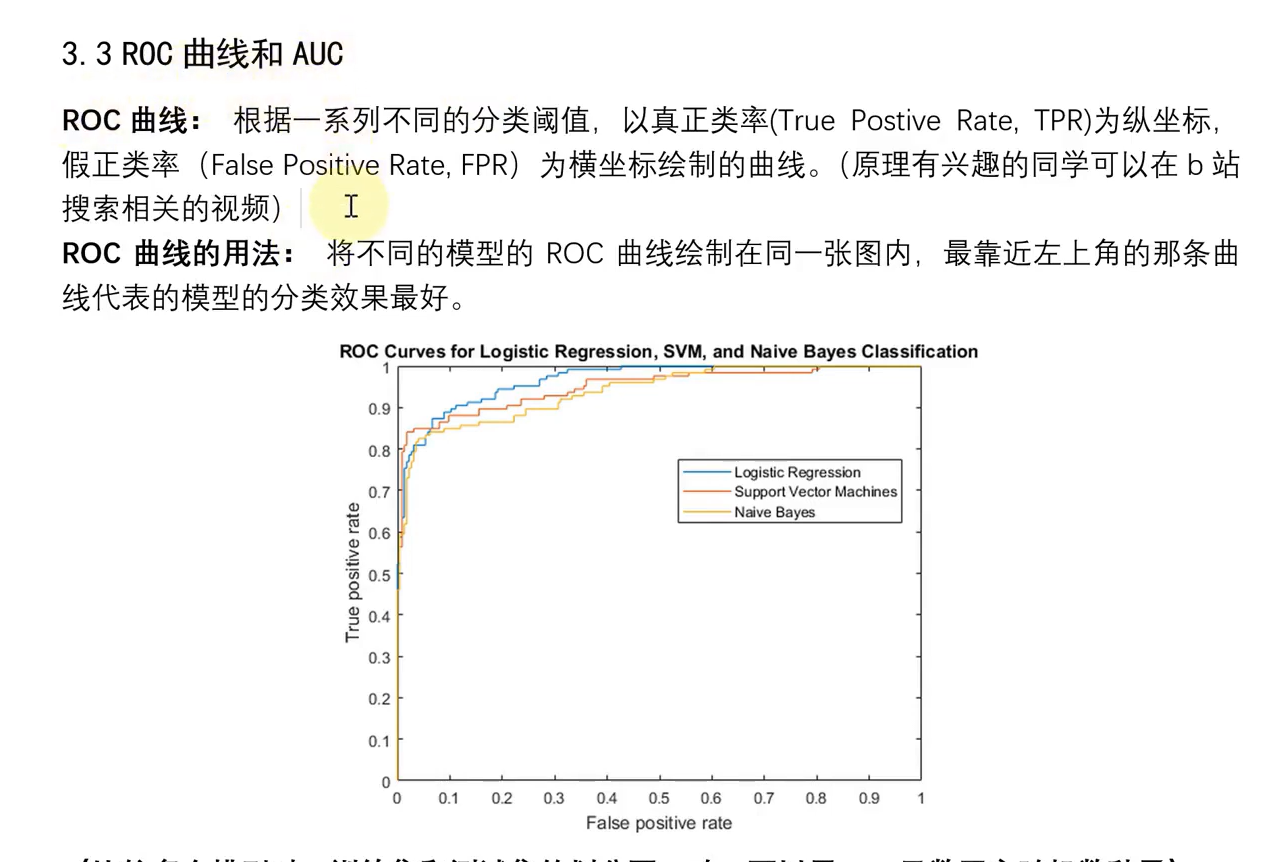 3.3 ROC 曲线和 AUC
ROC 曲线： 根据一系列不同的分类阈值，以真正类率(True Postive Rate, TPR)为纵坐标，
假正类率（False Positive Rate, FPR）为横坐标绘制的曲线。（原理有兴趣的同学可以在 b 站
搜索相关的视频）
ROC 曲线的用法： 将不同的模型的 ROC 曲线绘制在同一张图内，最靠近左上角的那条曲
线代表的模型的分类效果最好。
ROC Curves for Logistic Regression, SVM, and Naive Bayes Classification
1
0.9
0.8
0.7
0.6
0.5
0.4
0.3
0.2
0.1
0
True positive rate
Logistic Regression
Support Vector Machines
Naive Bayes
0 0.1 0.2 0.3 0.4 0.5 0.6 0.7 0.8 0.9 1
False positive rate